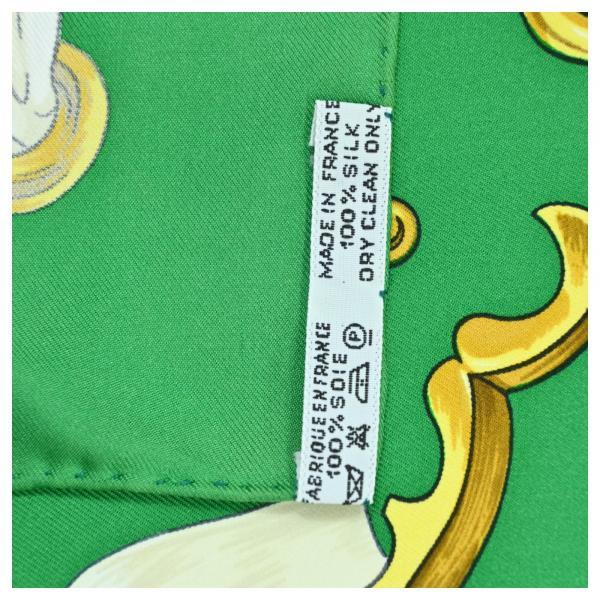 FABRIQUE EN FRANCE
100% SOIE
P
MADE IN FRANCE
100% SILK
DRY CLEAN ONLY